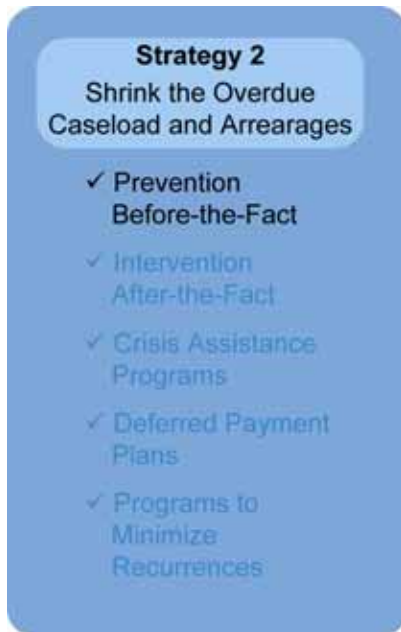 Strategy 2
Shrink the Overdue
Caseload and Arrearages
✓ Prevention
Before-the-Fact
✓ Intervention
After-the-Fact
✓ Crisis Assistance
Programs
✓ Deferred Payment
Plans
✓ Programs to
Minimize
Recurrences